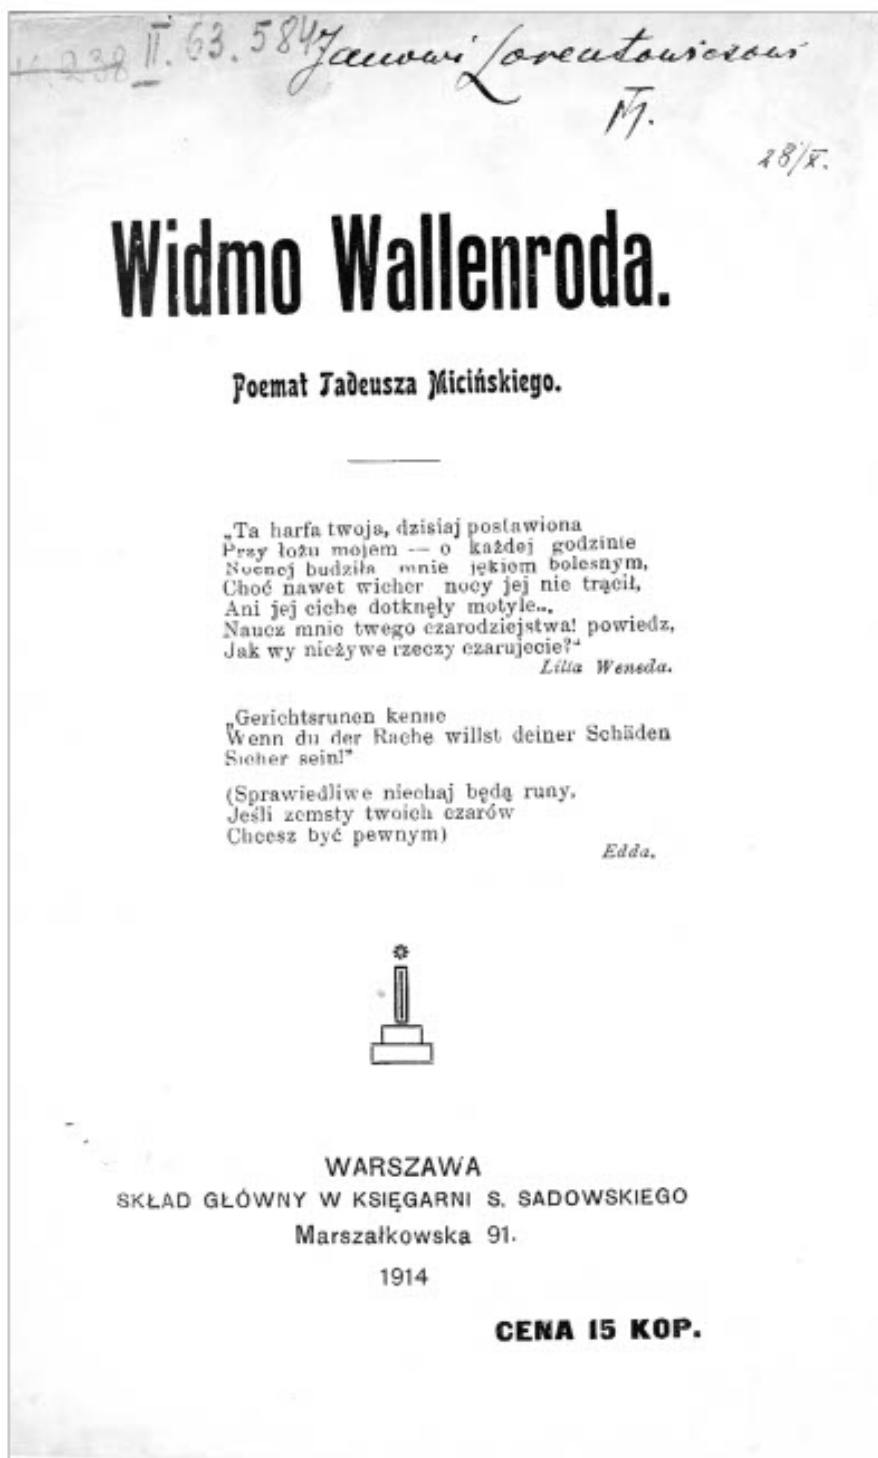 K. 238 II. 63. 584
Janowi Lorentowiczowi
TM.
28/X.
Widmo Wallenroda.
Poemat Tadeusza Micińskiego.
„Ta harfa twoja, dzisiaj postawiona
Przy łożu mojem — o każdej godzinie
Nocnej budziła mnie jękiem bolesnym,
Choć nawet wicher nocy jej nie trącił,
Ani jej ciche dotknęły motyle...
Naucz mnie twego czarodziejstwa! powiedz,
Jak wy nieżywe rzeczy czarujecie?“
Lilla Weneda.
„Gerichtsrunen kenne
Wenn du der Rache willst deiner Schäden
Sicher sein!“
(Sprawiedliwe niechaj będą runy,
Jeśli zemsty twoich czarów
Chcesz być pewnym)
Edda.
WARSZAWA
SKŁAD GŁÓWNY W KSIĘGARNI S. SADOWSKIEGO
Marszałkowska 91.
1914
CENA 15 KOP.